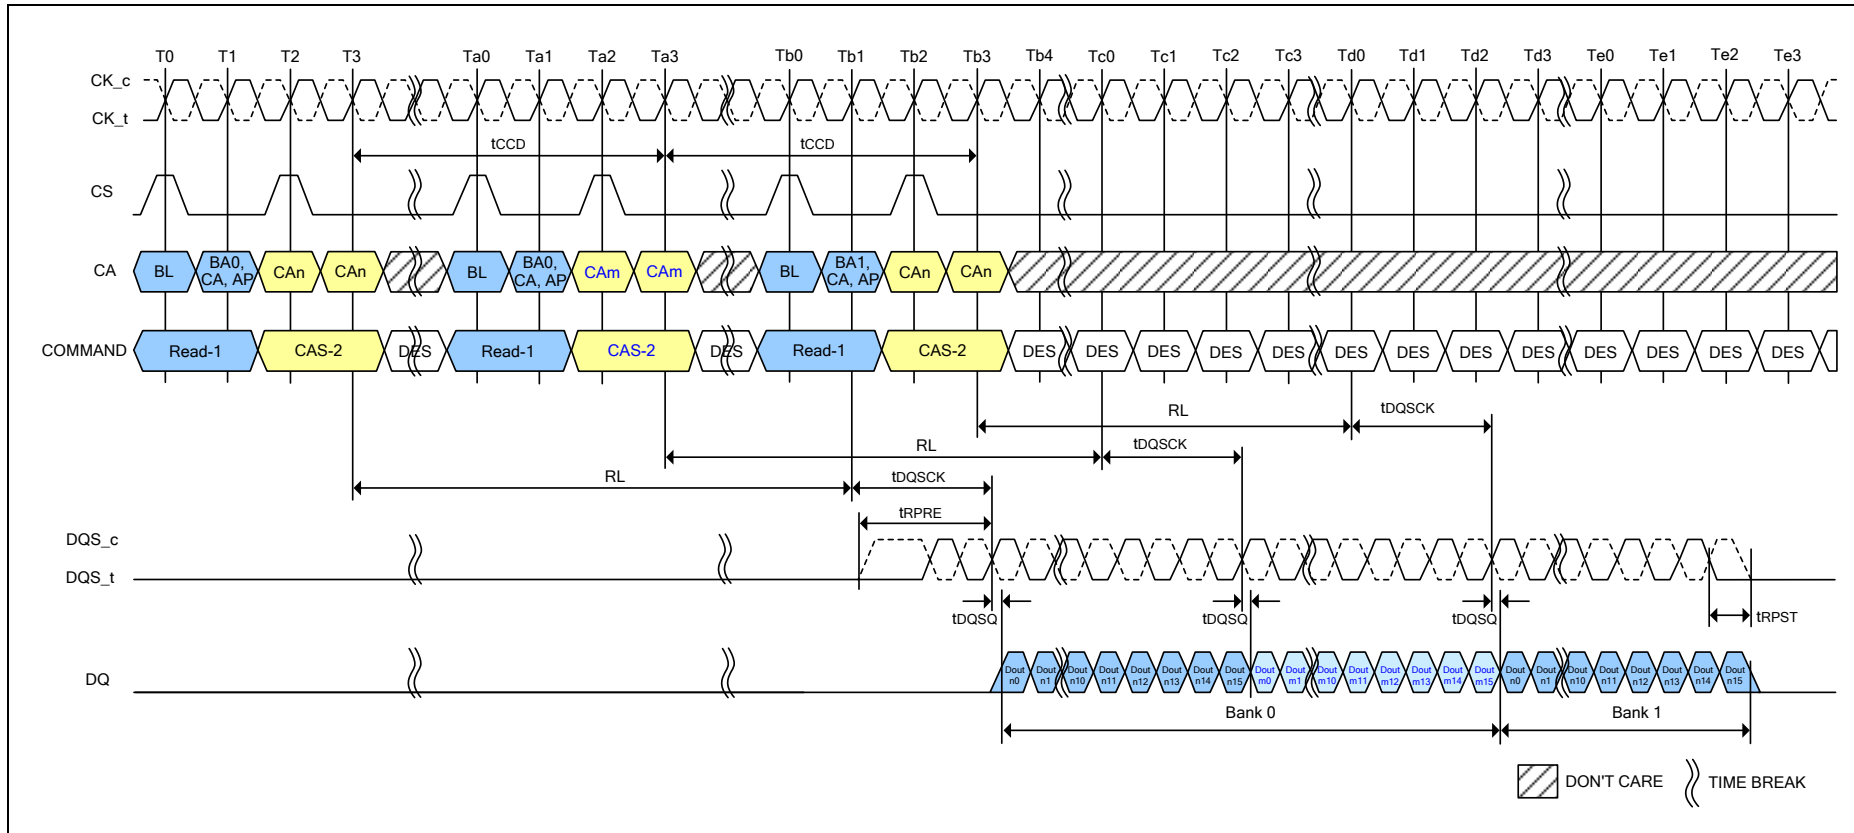 T0 T1 T2 T3 Ta0 Ta1 Ta2 Ta3 Tb0 Tb1 Tb2 Tb3 Tb4 Tc0 Tc1 Tc2 Tc3 Td0 Td1 Td2 Td3 Te0 Te1 Te2 Te3
CK_c
CK_t
tCCD tCCD
CS
CA BL BA0, CA, AP CAn CAn BL BA0, CA, AP CAm CAm BL BA1, CA, AP CAn CAn
COMMAND Read-1 CAS-2 DES Read-1 CAS-2 DES Read-1 CAS-2 DES DES DES DES DES DES DES DES DES DES DES DES DES
RL tDQSCK
RL tDQSCK
RL tDQSCK
tRPRE
DQS_c
DQS_t
tDQSQ tDQSQ tDQSQ tRPST
DQ Dout n0 Dout n1 Dout n10 Dout n11 Dout n12 Dout n13 Dout n14 Dout n15 Dout m0 Dout m1 Dout m10 Dout m11 Dout m12 Dout m13 Dout m14 Dout m15 Dout n0 Dout n1 Dout n10 Dout n11 Dout n12 Dout n13 Dout n14 Dout n15
Bank 0 Bank 1
DON'T CARE TIME BREAK